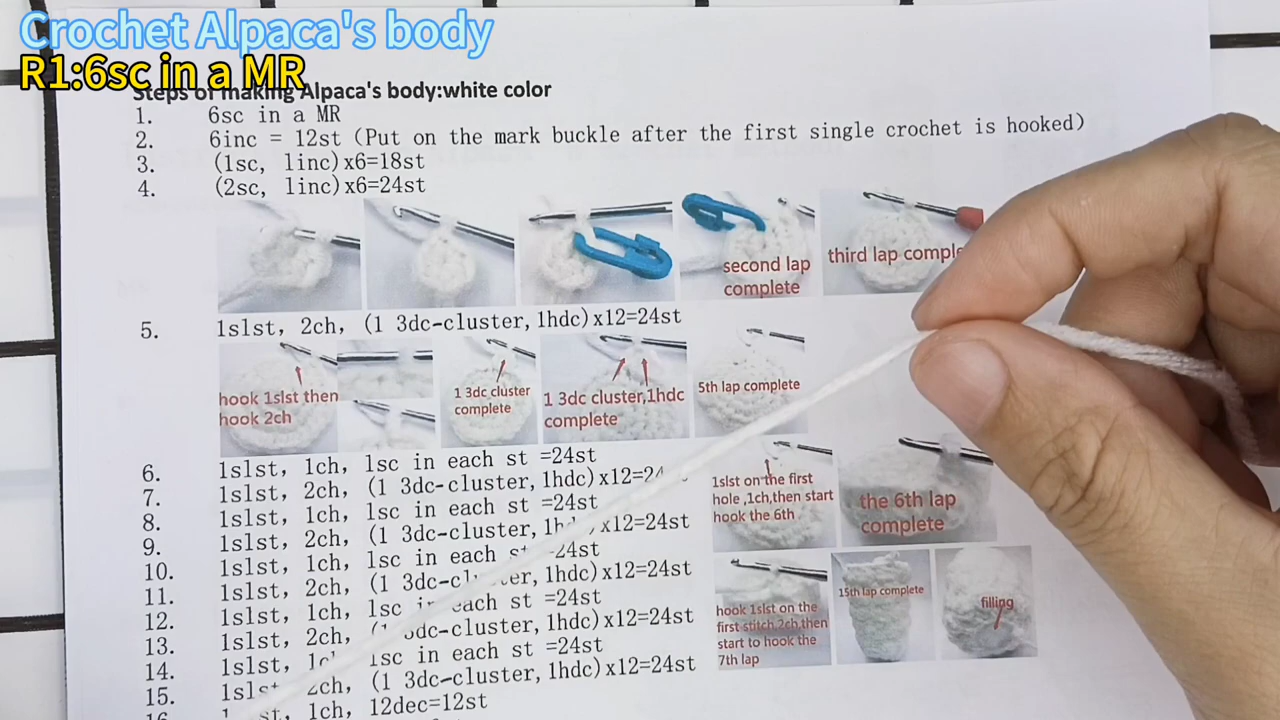 Crochet Alpaca's body
R1:6sc in a MR
Steps of making Alpaca's body:white color
1. 6sc in a MR
2. 6inc = 12st (Put on the mark buckle after the first single crochet is hooked)
3. (1sc, 1inc)x6=18st
4. (2sc, 1inc)x6=24st
second lap
complete
third lap
5. 1slst, 2ch, (1 3dc-cluster, 1hdc)x12=24st
hook 1slst then
hook 2ch
1 3dc cluster
complete
1 3dc cluster,1hdc
complete
5th lap complete
6. 1slst, 1ch, 1sc in each st =24st
7. 1slst, 2ch, (1 3dc-cluster, 1hdc)x12=24
8. 1slst, 1ch, 1sc in each st =24st
9. 1slst, 2ch, (1 3dc-cluster, x12=24st
10. 1slst, 1ch, 1sc in each 24st
11. 1slst, 2ch, (1 1hdc)x12=24st
12. 1slst, 1ch, 1sc each st =24st
13. 1slst, 2ch, 3dc-cluster, 1hdc)x12=24st
14. 1slst, 1sc in each st =24st
15. 2ch, (1 3dc-cluster, 1hdc)x12=24st
1ch, 12dec=12st
1slst on the first
hole ,1ch,then start
hook the 6th
the 6th lap
complete
hook 1slst on the
first stitch,2ch,then
start to hook the
7th lap
15th lap complete
filling